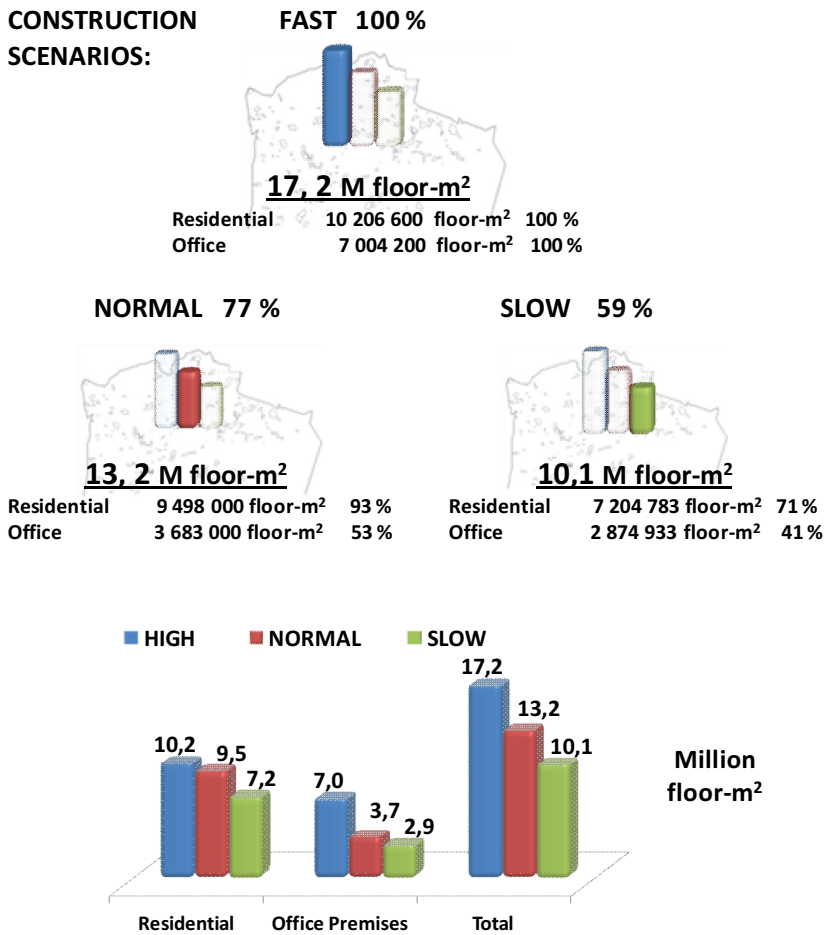 CONSTRUCTION SCENARIOS:
FAST 100 %
17, 2 M floor-m²
Residential 10 206 600 floor-m² 100 %
Office 7 004 200 floor-m² 100 %
NORMAL 77 %
13, 2 M floor-m²
Residential 9 498 000 floor-m² 93 %
Office 3 683 000 floor-m² 53 %
SLOW 59 %
10,1 M floor-m²
Residential 7 204 783 floor-m² 71 %
Office 2 874 933 floor-m² 41 %
HIGH NORMAL SLOW
10,2 9,5 7,2
7,0 3,7 2,9
17,2 13,2 10,1
Million
floor-m²
Residential Office Premises Total